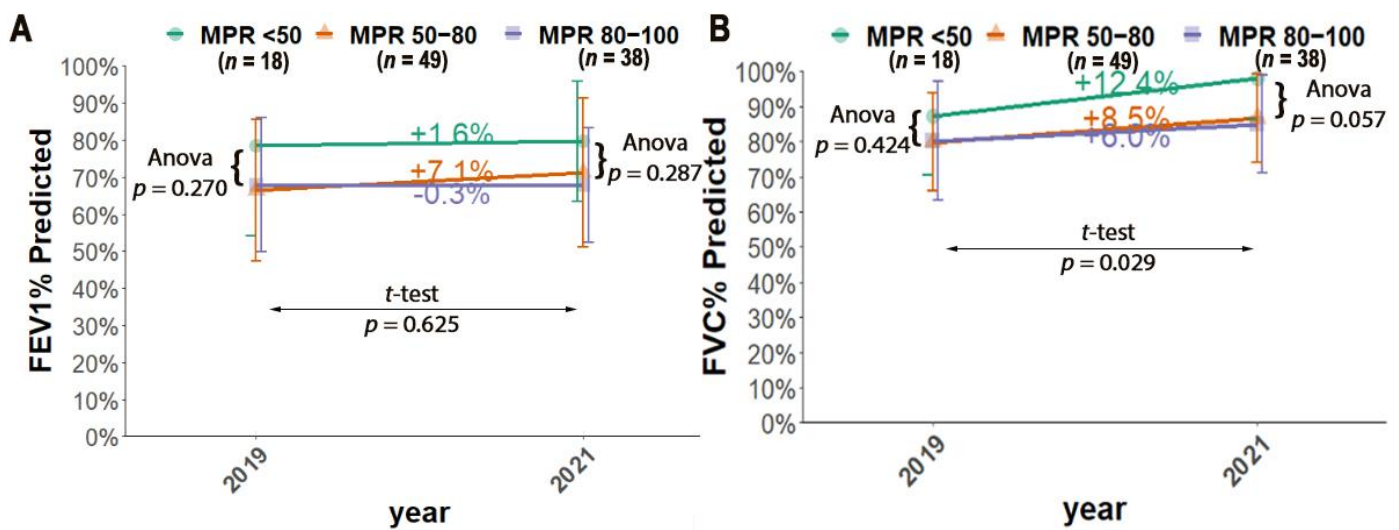 A
MPR <50 MPR 50−80 MPR 80−100
(n = 18) (n = 49) (n = 38)
FEV1% Predicted
100%
90%
80%
70%
60%
50%
40%
30%
20%
10%
0%
Anova
p = 0.270
+1.6%
+7.1%
-0.3%
Anova
p = 0.287
t-test
p = 0.625
2019
2021
year
B
MPR <50 MPR 50−80 MPR 80−100
(n = 18) (n = 49) (n = 38)
FVC% Predicted
100%
90%
80%
70%
60%
50%
40%
30%
20%
10%
0%
Anova
p = 0.424
+12.4%
+8.5%
Anova
p = 0.057
t-test
p = 0.029
2019
2021
year